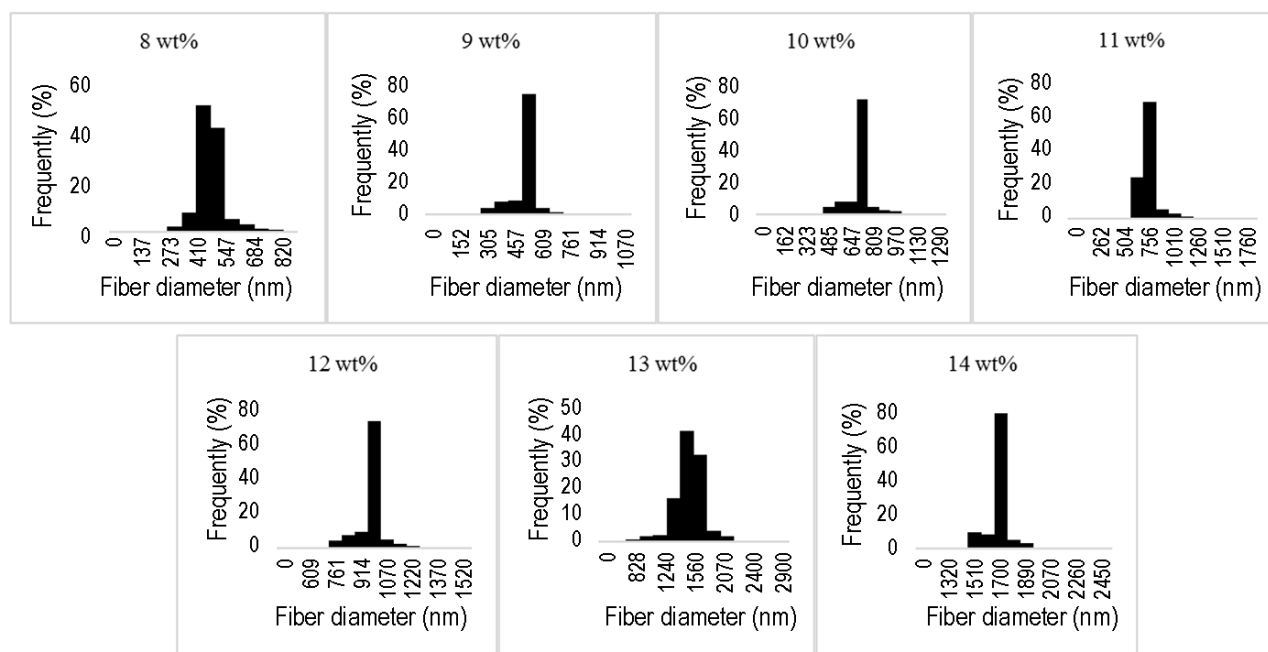 8 wt%
Frequently (%)
60
40
20
0
0 137 273 410 547 684 820
Fiber diameter (nm)
9 wt%
Frequently (%)
80
60
40
20
0
0 152 305 457 609 761 914 1070
Fiber diameter (nm)
10 wt%
Frequently (%)
80
60
40
20
0
0 162 323 485 647 809 970 1130 1290
Fiber diameter (nm)
11 wt%
Frequently (%)
80
60
40
20
0
0 262 504 756 1010 1260 1510 1760
Fiber diameter (nm)
12 wt%
Frequently (%)
80
60
40
20
0
0 609 761 914 1070 1220 1370 1520
Fiber diameter (nm)
13 wt%
Frequently (%)
50
40
30
20
10
0
0 828 1240 1560 2070 2400 2900
Fiber diameter (nm)
14 wt%
Frequently (%)
80
60
40
20
0
0 1320 1510 1700 1890 2070 2260 2450
Fiber diameter (nm)